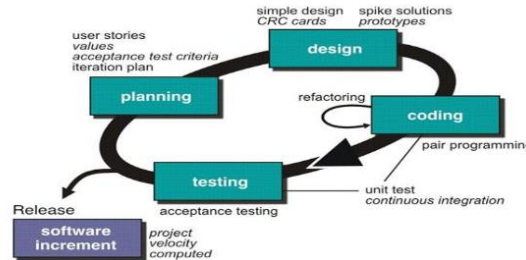 simple design
CRC cards
spike solutions
prototypes
user stories
values
acceptance test criteria
iteration plan
design
planning
refactoring
coding
pair programming
testing
unit test
continuous integration
acceptance testing
Release
software
increment
project
velocity
computed